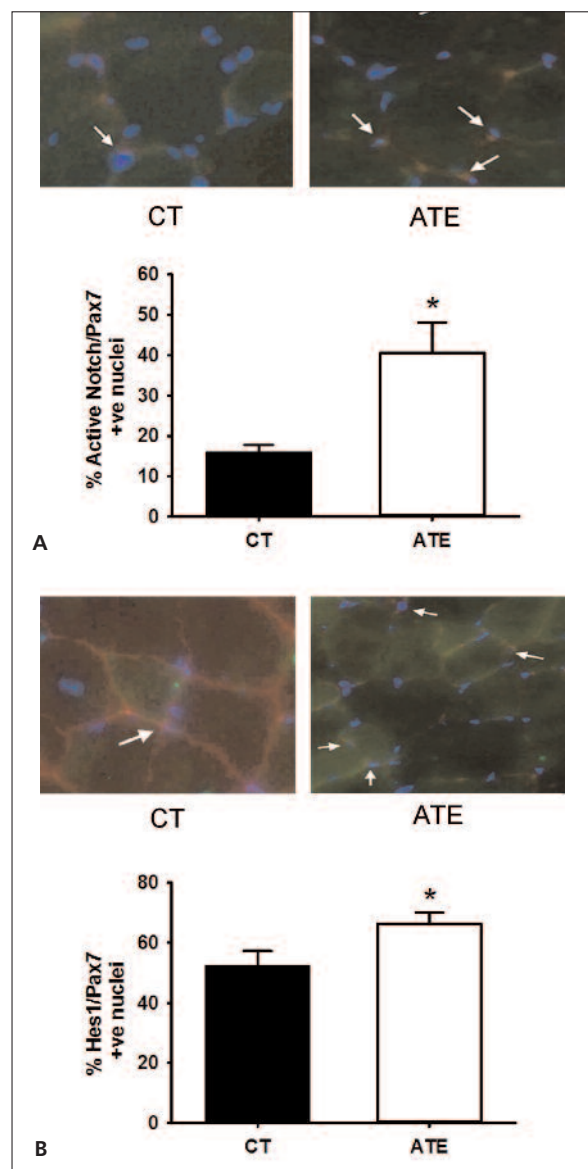 CT ATE
% Active Notch/Pax7
+ve nuclei
60
*
50
40
30
20
10
0
CT ATE
A
CT ATE
% Hes1/Pax7
+ve nuclei
80
*
60
40
20
0
CT ATE
B